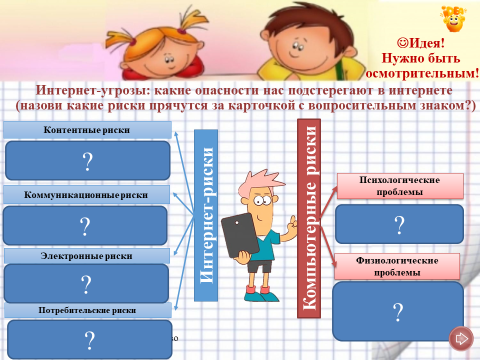 ☺Идея!
Нужно быть
осмотрительным!
Интернет-угрозы: какие опасности нас подстерегают в интернете
(назови какие риски прячутся за карточкой с вопросительным знаком?)
Контентные риски
?
Коммуникационные риски
?
Электронные риски
?
Потребительские риски
?
Интернет-риски
Компьютерные риски
Психологические
проблемы
?
Физиологические
проблемы
?